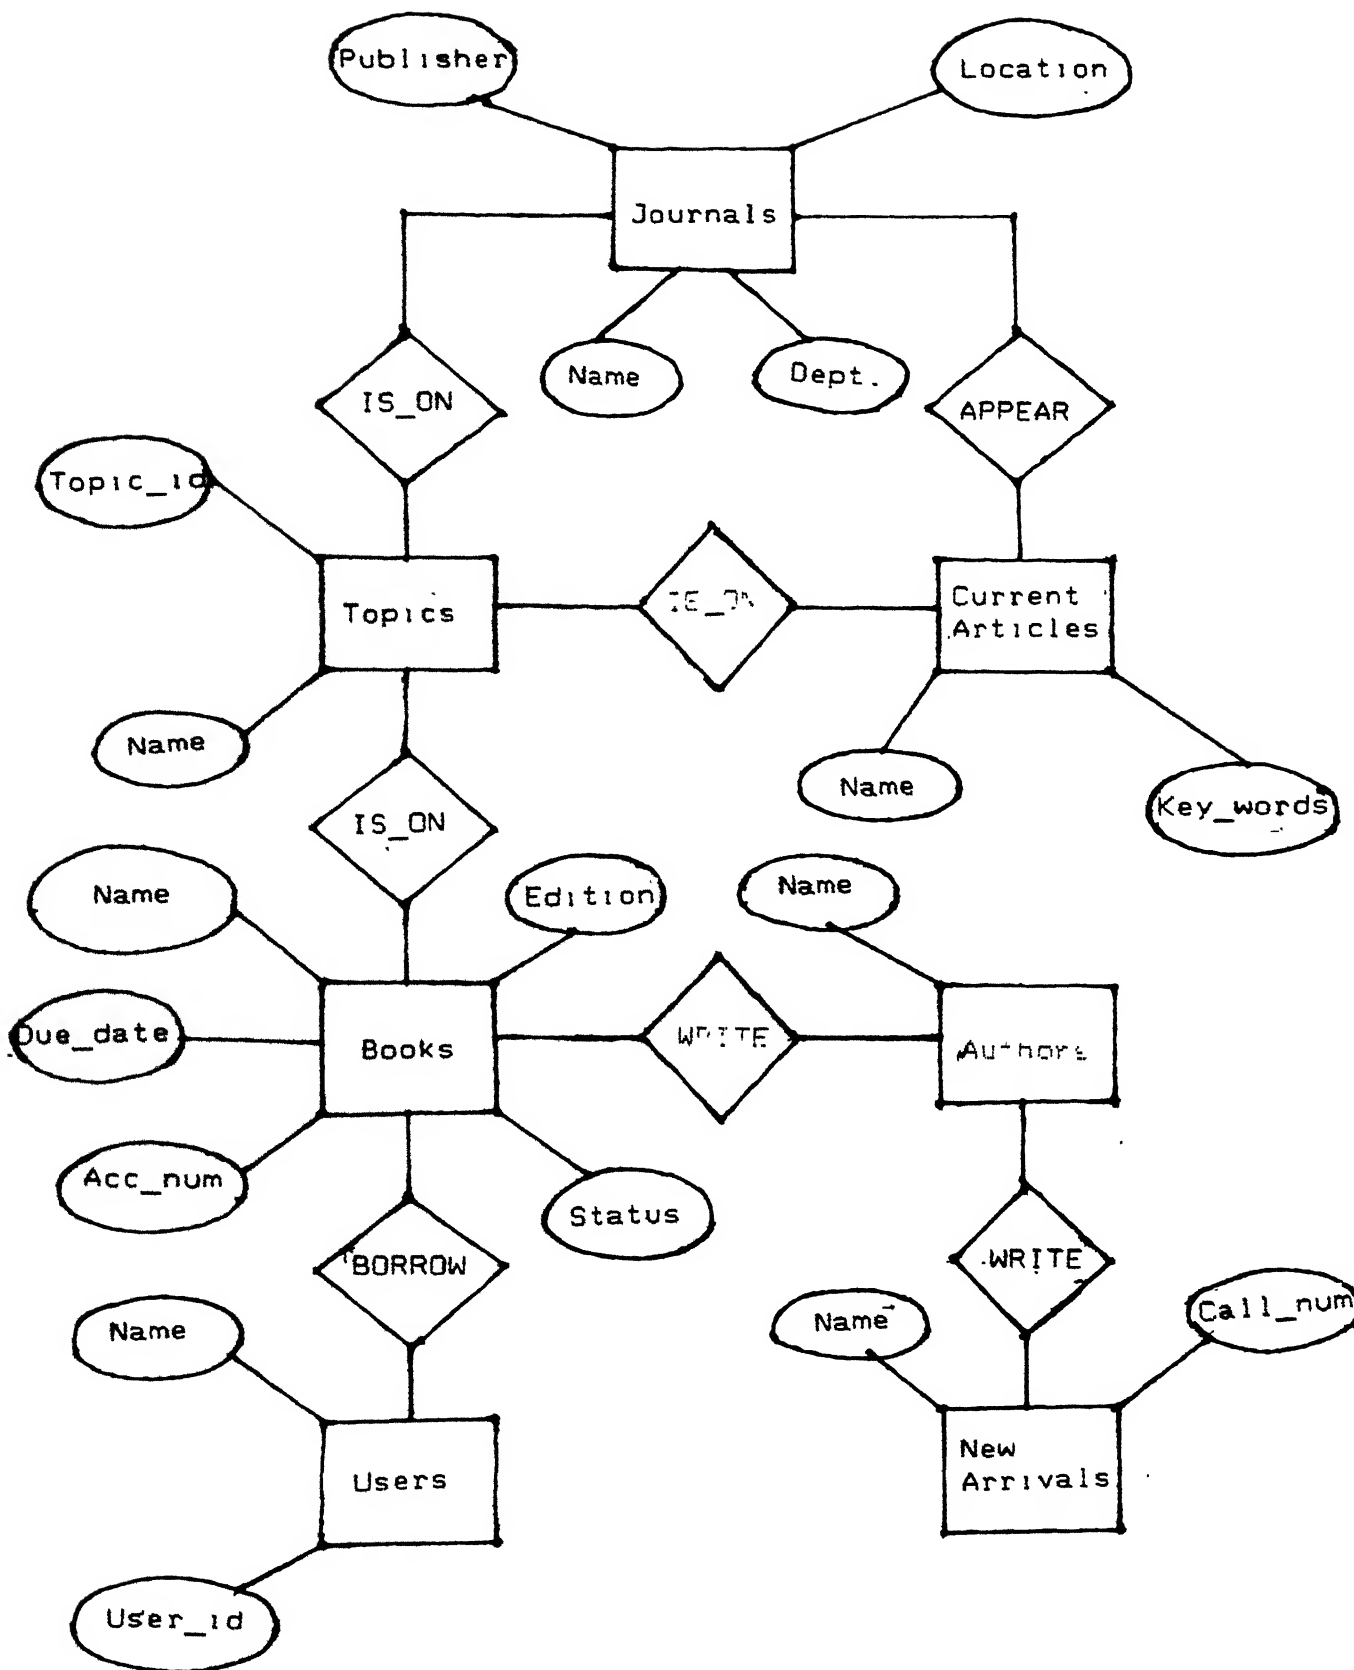 Publisher
Location
Journals
Name
Dept.
IS_ON
APPEAR
Topic_id
Topics
Current
Articles
Name
Name
Key_words
IS_ON
Name
Edition
Name
Due_date
Books
WRITE
Authors
Acc_num
Status
BORROW
WRITE
Name
Name
Call_num
Users
New
Arrivals
User_id